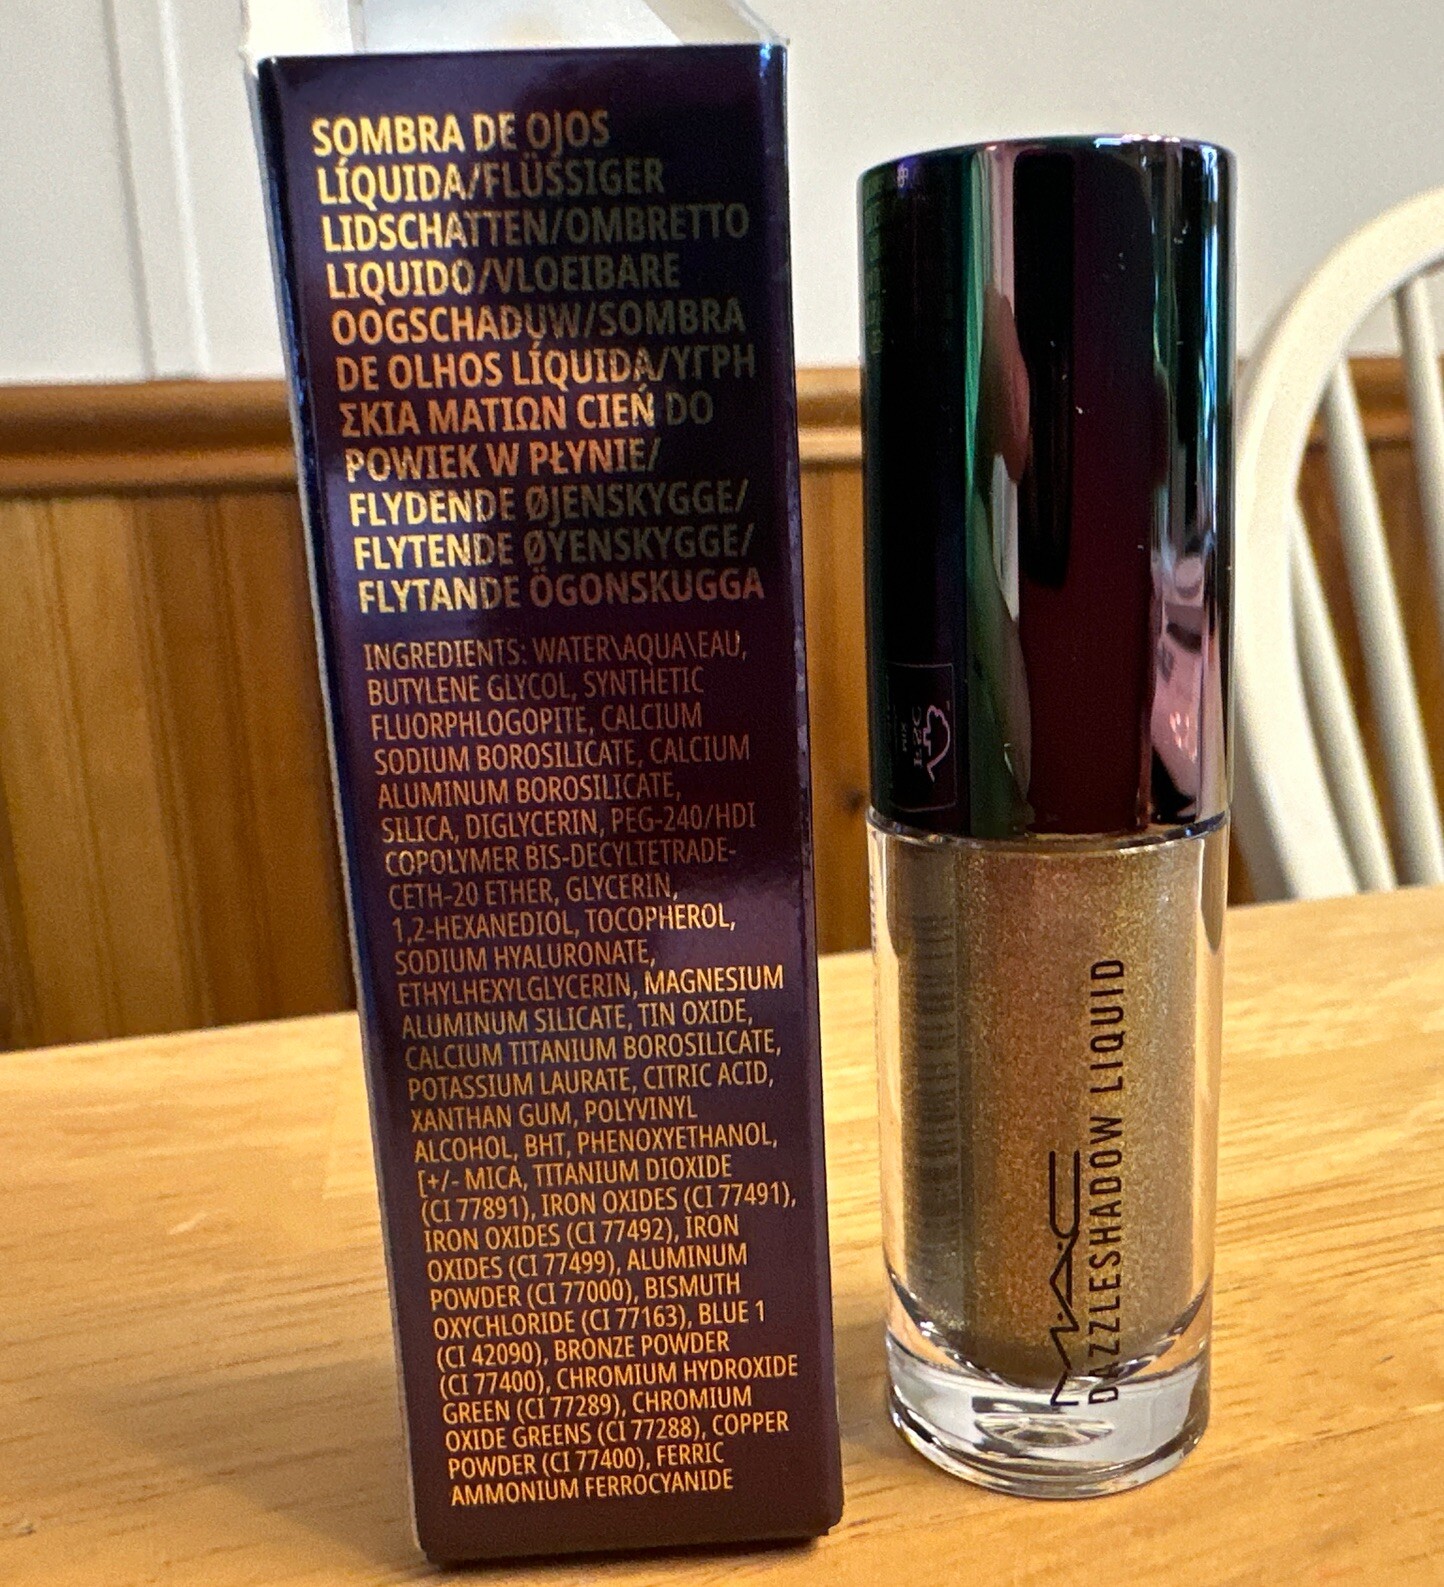 SOMBRA DE OJOS
LÍQUIDA/FLÜSSIGER
LIDSCHATTEN/OMBRETTO
LIQUIDO/VLOEIBARE
OOGSCHADUW/SOMBRA
DE OLHOS LÍQUIDA/ΥΓΡΗ
ΣΚΙΑ ΜΑΤΙΩΝ CIEŃ DO
POWIEK W PŁYNIE/
FLYDENDE ØJENSKYGGE/
FLYTENDE ØYENSKYGGE/
FLYTANDE ÖGONSKUGGA
INGREDIENTS: WATER\AQUA\EAU,
BUTYLENE GLYCOL, SYNTHETIC
FLUORPHLOGOPITE, CALCIUM
SODIUM BOROSILICATE, CALCIUM
ALUMINUM BOROSILICATE,
SILICA, DIGLYCERIN, PEG-240/HDI
COPOLYMER BIS-DECYLTETRADE-
CETH-20 ETHER, GLYCERIN,
1,2-HEXANEDIOL, TOCOPHEROL,
SODIUM HYALURONATE,
ETHYLHEXYLGLYCERIN, MAGNESIUM
ALUMINUM SILICATE, TIN OXIDE,
CALCIUM TITANIUM BOROSILICATE,
POTASSIUM LAURATE, CITRIC ACID,
XANTHAN GUM, POLYVINYL
ALCOHOL, BHT, PHENOXYETHANOL,
[+/- MICA, TITANIUM DIOXIDE
(CI 77891), IRON OXIDES (CI 77491),
IRON OXIDES (CI 77492), IRON
OXIDES (CI 77499), ALUMINUM
POWDER (CI 77000), BISMUTH
OXYCHLORIDE (CI 77163), BLUE 1
(CI 42090), BRONZE POWDER
(CI 77400), CHROMIUM HYDROXIDE
GREEN (CI 77289), CHROMIUM
OXIDE GREENS (CI 77288), COPPER
POWDER (CI 77400), FERRIC
AMMONIUM FERROCYANIDE
M·A·C
DAZZLESHADOW LIQUID